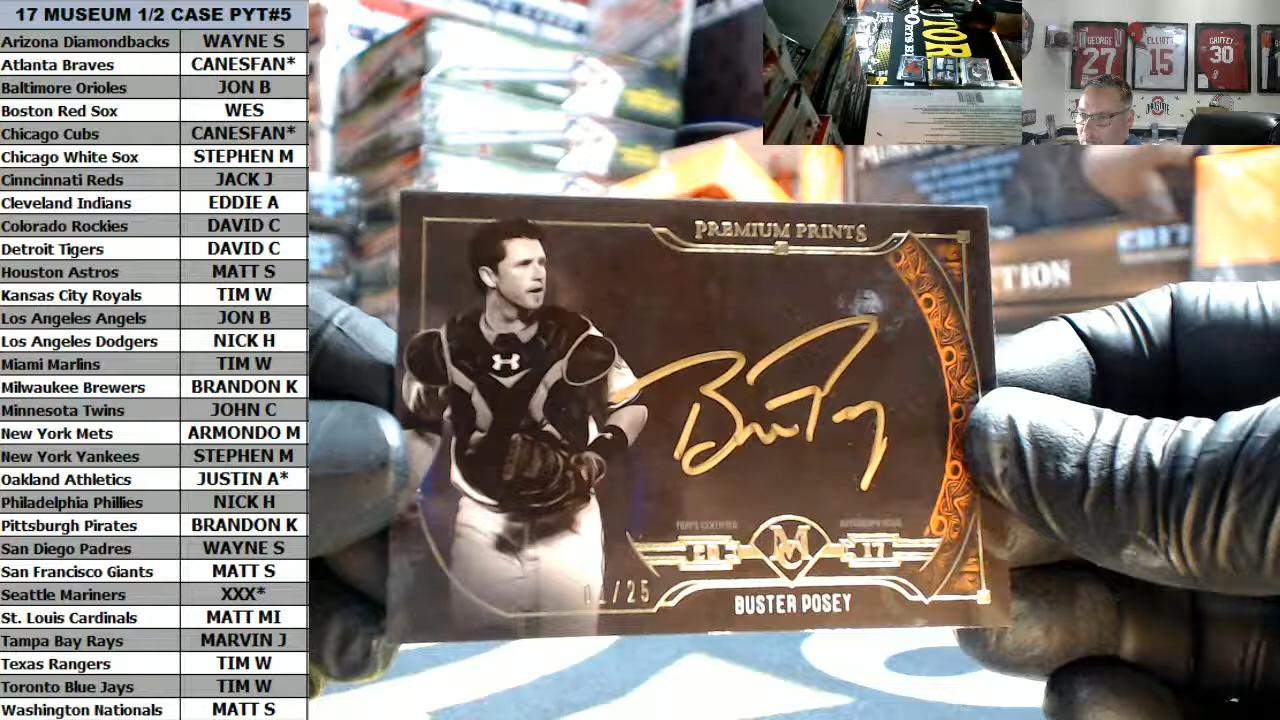 17 MUSEUM 1/2 CASE PYT#5
Arizona Diamondbacks WAYNE S
Atlanta Braves CANESFAN*
Baltimore Orioles JON B
Boston Red Sox WES
Chicago Cubs CANESFAN*
Chicago White Sox STEPHEN M
Cinncinnati Reds JACK J
Cleveland Indians EDDIE A
Colorado Rockies DAVID C
Detroit Tigers DAVID C
Houston Astros MATT S
Kansas City Royals TIM W
Los Angeles Angels JON B
Los Angeles Dodgers NICK H
Miami Marlins TIM W
Milwaukee Brewers BRANDON K
Minnesota Twins JOHN C
New York Mets ARMONDO M
New York Yankees STEPHEN M
Oakland Athletics JUSTIN A*
Philadelphia Phillies NICK H
Pittsburgh Pirates BRANDON K
San Diego Padres WAYNE S
San Francisco Giants MATT S
Seattle Mariners XXX*
St. Louis Cardinals MATT MI
Tampa Bay Rays MARVIN J
Texas Rangers TIM W
Toronto Blue Jays TIM W
Washington Nationals MATT S
GEORGE
27
ELLIOTT
15
GRIFFEY
30
PREMIUM PRINTS
TOPPS CERTIFIED
AUTOGRAPH ISSUE
M
17
/25
BUSTER POSEY